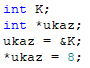 int K;
int *ukaz;
ukaz = &K;
*ukaz = 8;